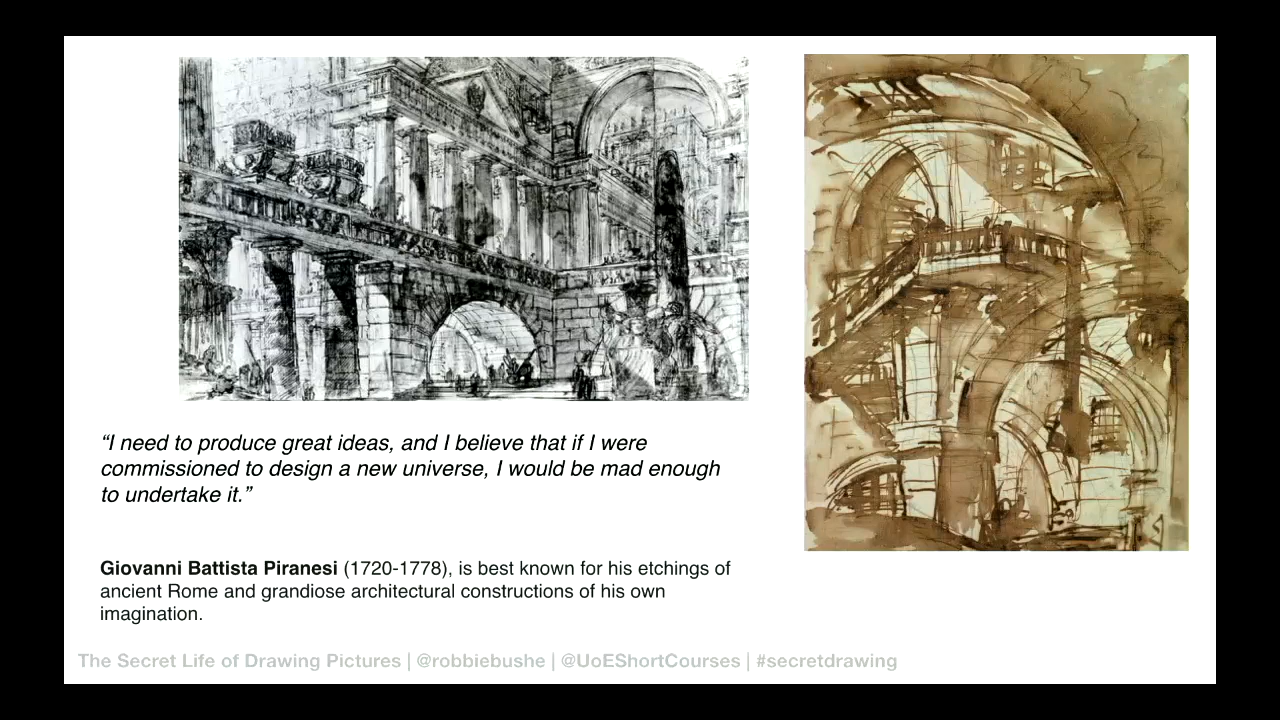 “I need to produce great ideas, and I believe that if I were
commissioned to design a new universe, I would be mad enough
to undertake it.”
Giovanni Battista Piranesi (1720-1778), is best known for his etchings of
ancient Rome and grandiose architectural constructions of his own
imagination.
The Secret Life of Drawing Pictures | @robbiebushe | @UoEShortCourses | #secretdrawing